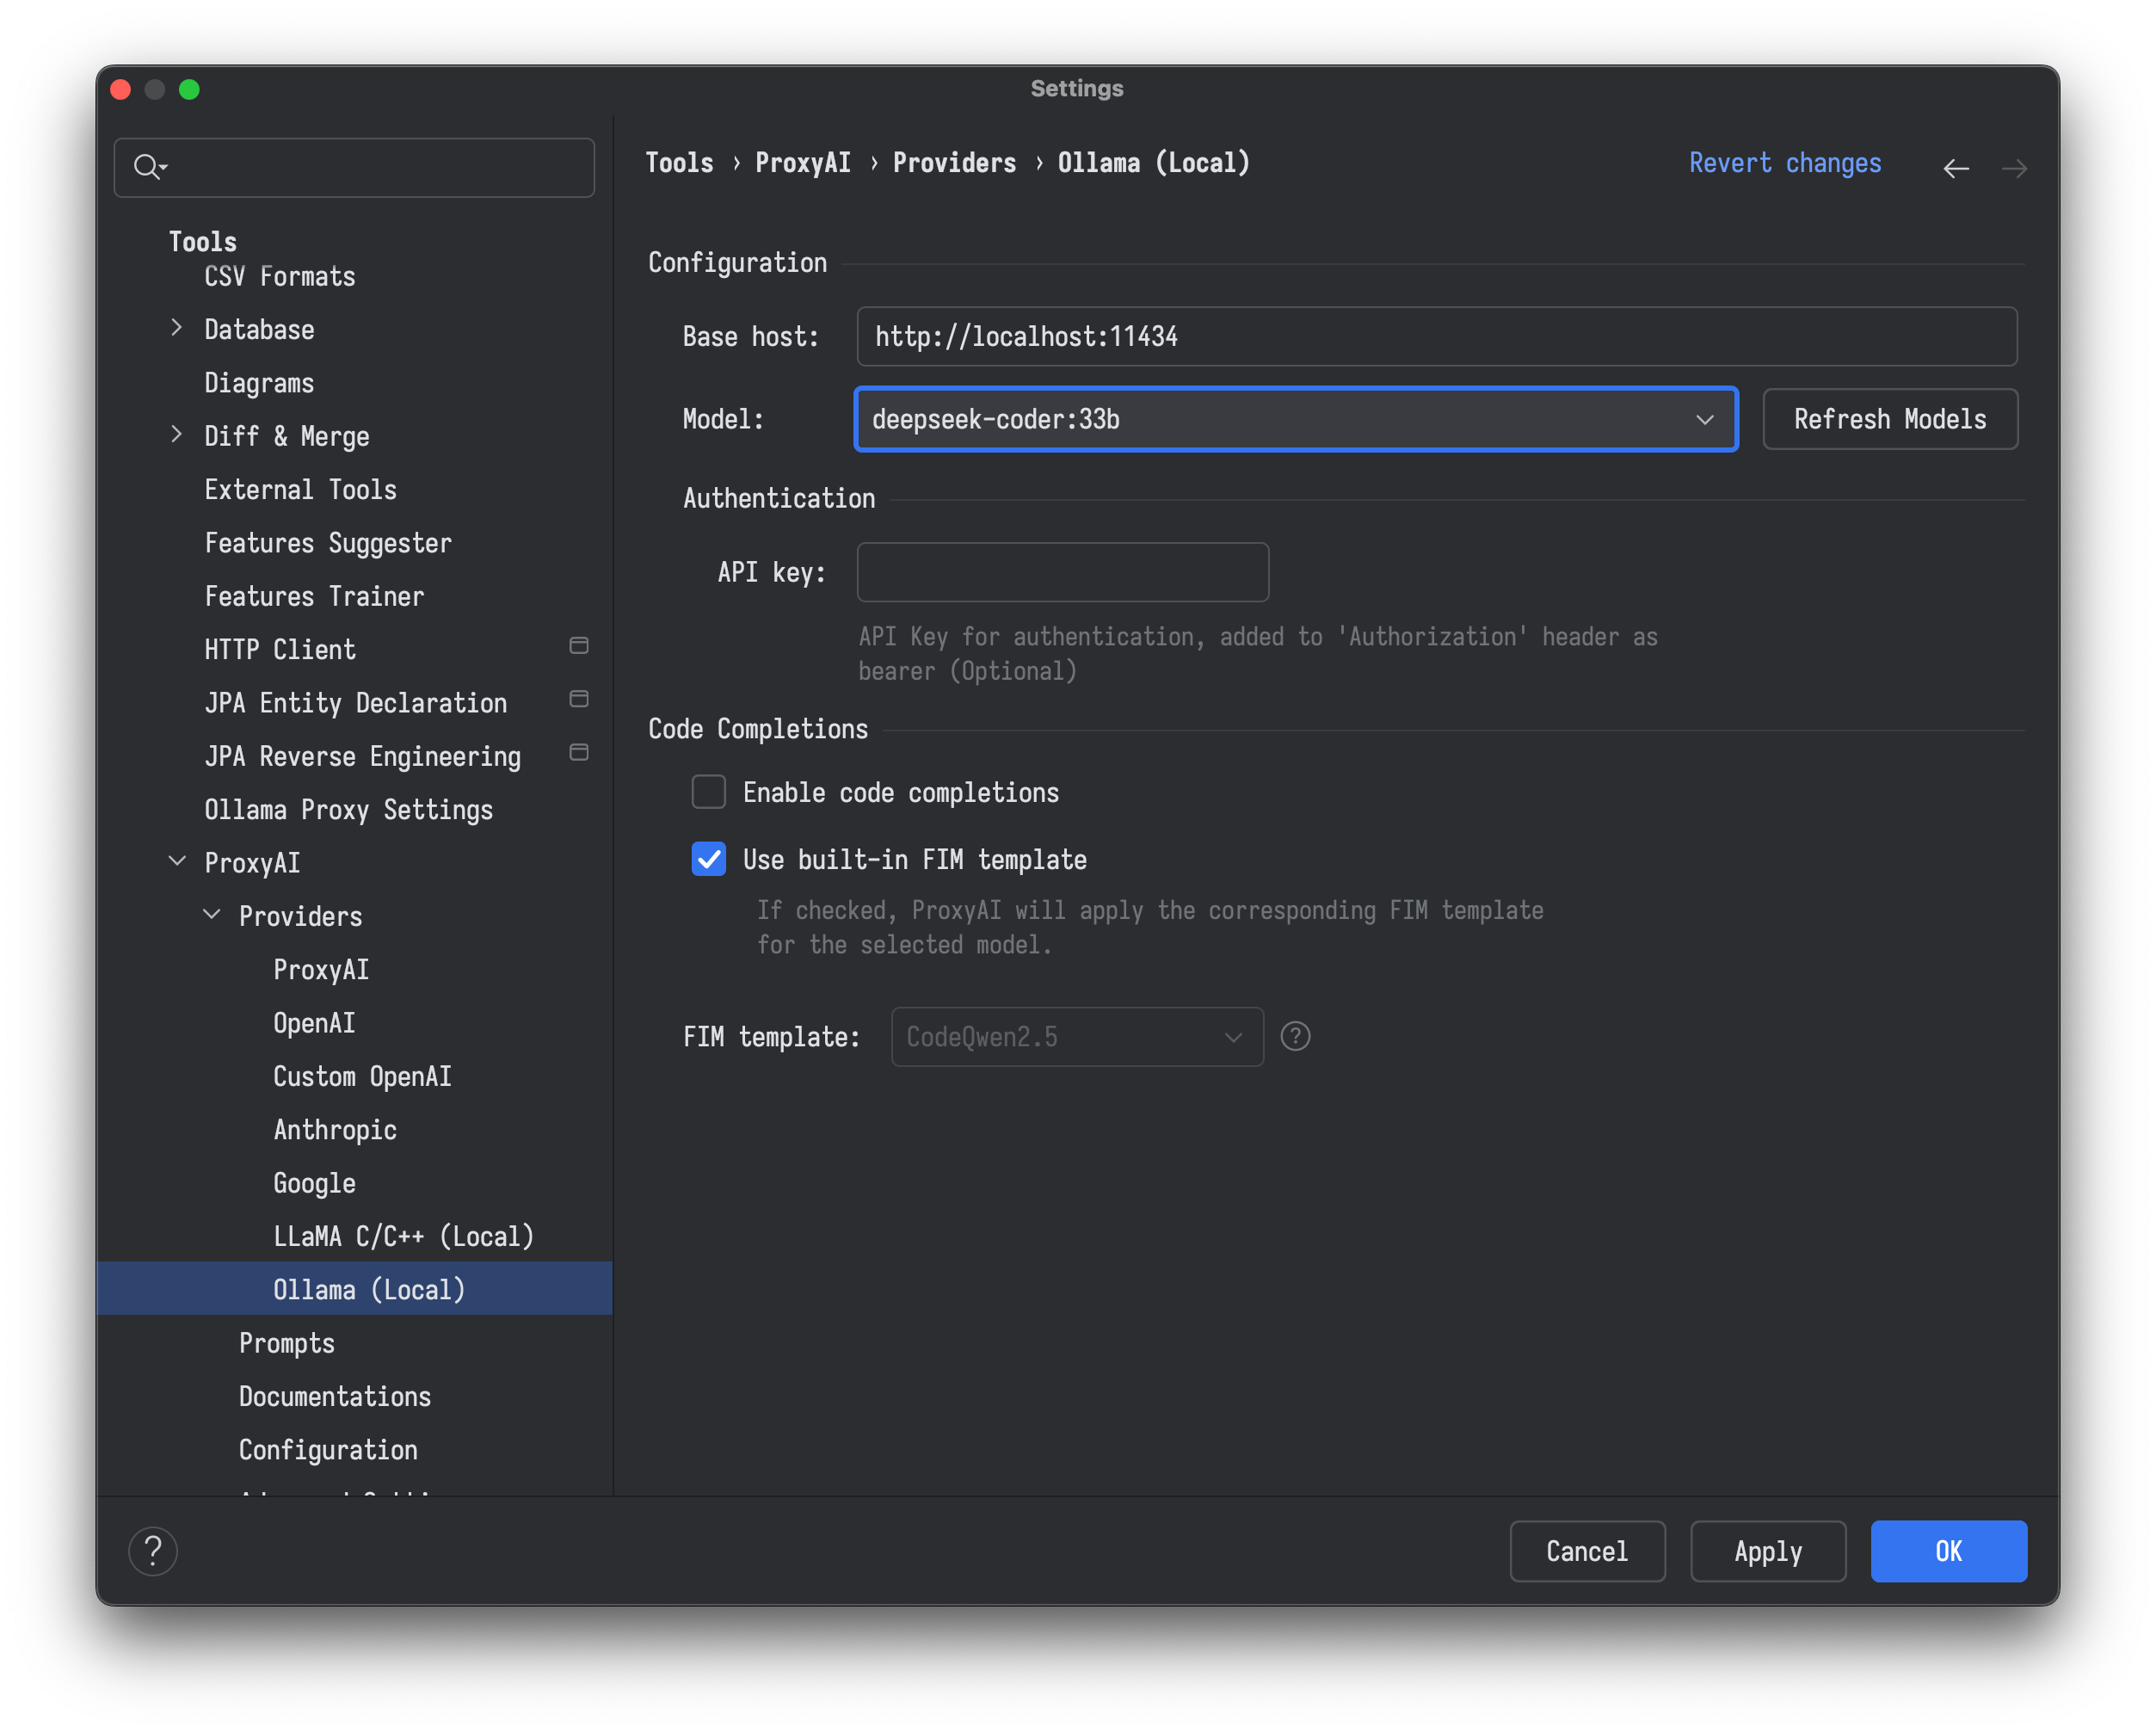 Settings
Tools
CSV Formats
Database
Diagrams
Diff & Merge
External Tools
Features Suggester
Features Trainer
HTTP Client
JPA Entity Declaration
JPA Reverse Engineering
Ollama Proxy Settings
ProxyAI
Providers
ProxyAI
OpenAI
Custom OpenAI
Anthropic
Google
LLaMA C/C++ (Local)
Ollama (Local)
Prompts
Documentations
Configuration
Tools › ProxyAI › Providers › Ollama (Local)
Revert changes
Configuration
Base host: http://localhost:11434
Model: deepseek-coder:33b Refresh Models
Authentication
API key:
API Key for authentication, added to 'Authorization' header as
bearer (Optional)
Code Completions
Enable code completions
Use built-in FIM template
If checked, ProxyAI will apply the corresponding FIM template
for the selected model.
FIM template: CodeQwen2.5 ?
? Cancel Apply OK